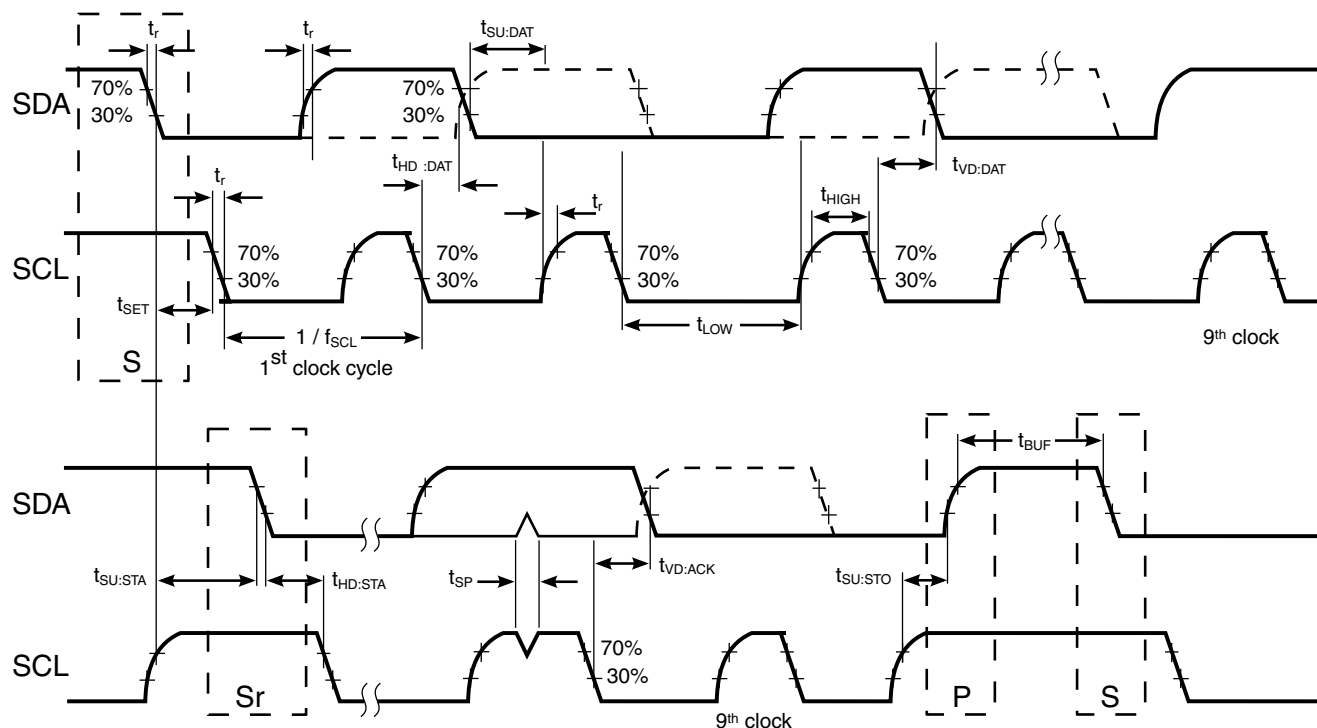 tr
tr
tSU:DAT
SDA
70%
70%
30%
30%
tHD :DAT
tVD:DAT
tr
tr
tHIGH
SCL
70%
70%
70%
70%
30%
30%
30%
30%
tSET
1 / fSCL
tLOW
S
1st clock cycle
9th clock
tBUF
SDA
tSU:STA
tHD:STA
tSP
tVD:ACK
tSU:STO
SCL
70%
30%
Sr
P
S
9th clock